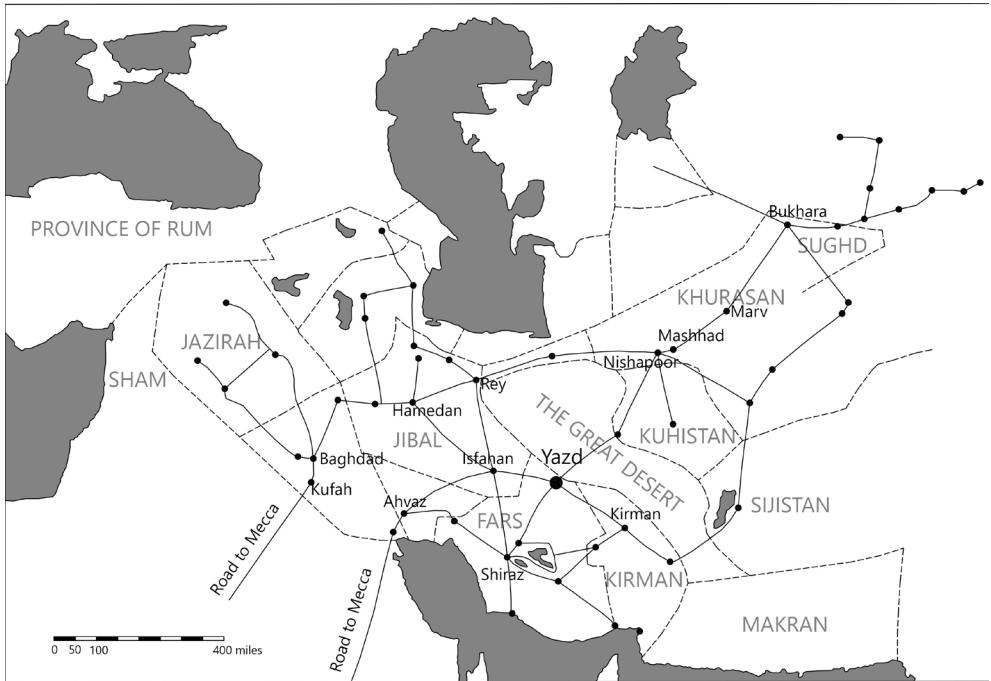 PROVINCE OF RUM
Bukhara
SUGHD
KHURASAN
Marv
Mashhad
JAZIRAH
Nishapoor
SHAM
Rey
Hamedan
THE GREAT DESERT
JIBAL
KUHISTAN
Isfahan
Yazd
Baghdad
Kufah
Ahvaz
SIJISTAN
FARS
Kirman
Road to Mecca
Shiraz
KIRMAN
Road to Mecca
MAKRAN
0 50 100 400 miles